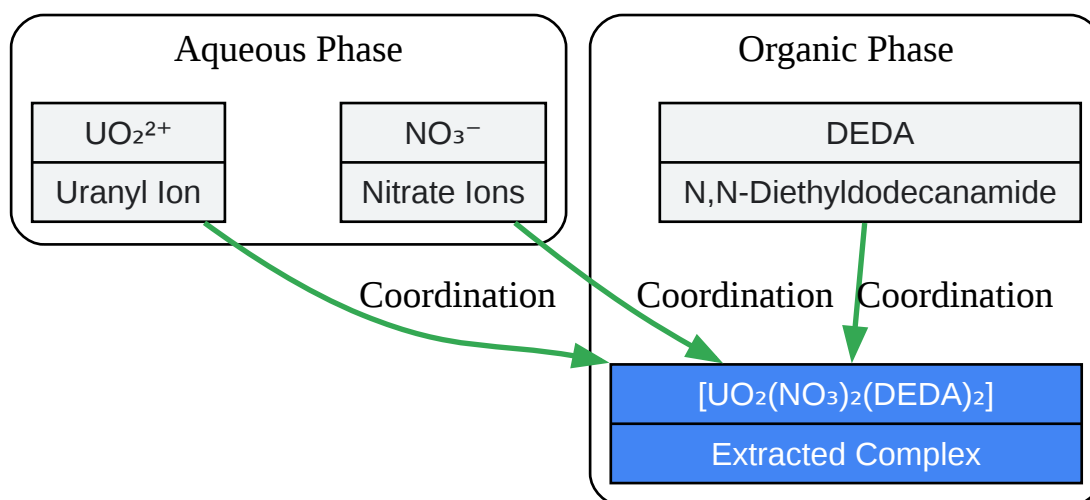 Aqueous Phase
Organic Phase
UO₂²⁺
Uranyl Ion
NO₃⁻
Nitrate Ions
DEDA
N,N-Diethyldodecanamide
Coordination
Coordination
Coordination
[UO₂(NO₃)₂(DEDA)₂]
Extracted Complex